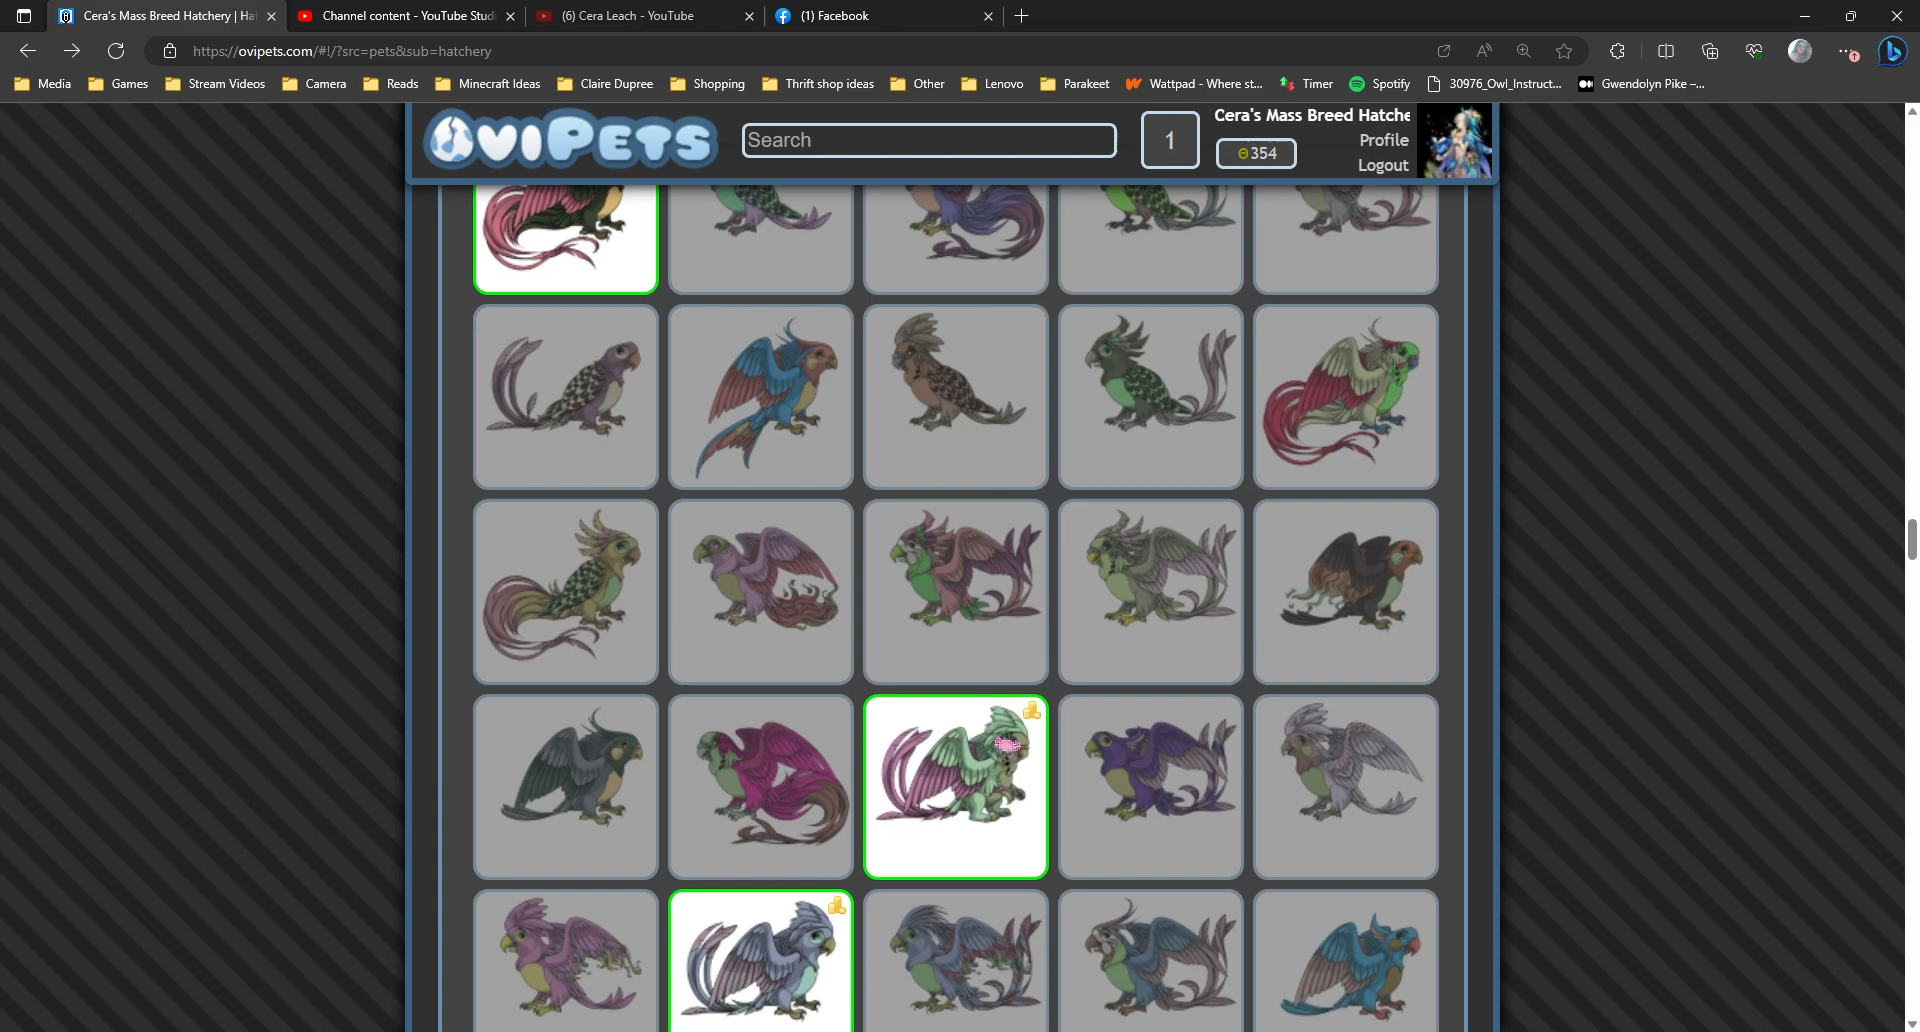 Cera's Mass Breed Hatchery | Hat
Channel content - YouTube Studi
(6) Cera Leach - YouTube
(1) Facebook
https://ovipets.com/#!/?src=pets&sub=hatchery
Media
Games
Stream Videos
Camera
Reads
Minecraft Ideas
Claire Dupree
Shopping
Thrift shop ideas
Other
Lenovo
Parakeet
Wattpad - Where st...
Timer
Spotify
30976_Owl_Instruct...
Gwendolyn Pike –...
OviPets
Search
1
Cera's Mass Breed Hatche
354
Profile
Logout